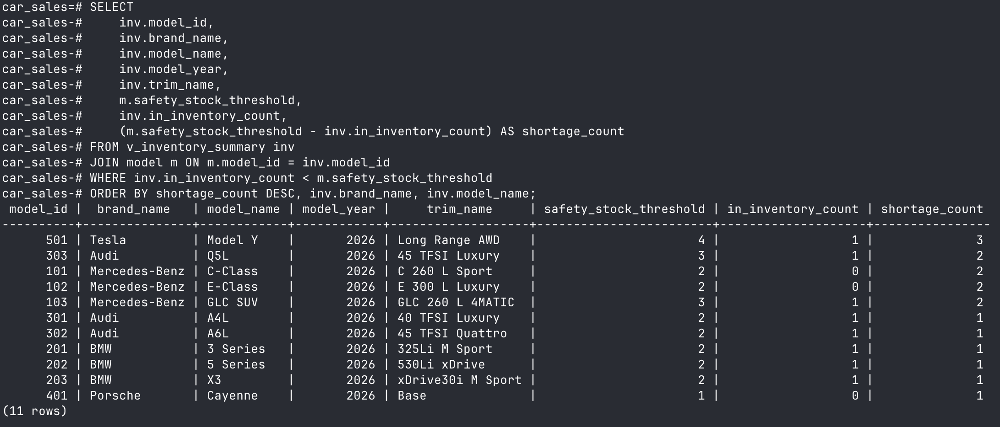 car_sales=# SELECT
car_sales-#     inv.model_id,
car_sales-#     inv.brand_name,
car_sales-#     inv.model_name,
car_sales-#     inv.model_year,
car_sales-#     inv.trim_name,
car_sales-#     m.safety_stock_threshold,
car_sales-#     inv.in_inventory_count,
car_sales-#     (m.safety_stock_threshold - inv.in_inventory_count) AS shortage_count
car_sales-# FROM v_inventory_summary inv
car_sales-# JOIN model m ON m.model_id = inv.model_id
car_sales-# WHERE inv.in_inventory_count < m.safety_stock_threshold
car_sales-# ORDER BY shortage_count DESC, inv.brand_name, inv.model_name;
 model_id |  brand_name   | model_name | model_year |     trim_name     | safety_stock_threshold | in_inventory_count | shortage_count
----------+---------------+------------+------------+-------------------+------------------------+--------------------+----------------
      501 | Tesla         | Model Y    |       2026 | Long Range AWD    |                      4 |                  1 |              3
      303 | Audi          | Q5L        |       2026 | 45 TFSI Luxury    |                      3 |                  1 |              2
      101 | Mercedes-Benz | C-Class    |       2026 | C 260 L Sport     |                      2 |                  0 |              2
      102 | Mercedes-Benz | E-Class    |       2026 | E 300 L Luxury    |                      2 |                  0 |              2
      103 | Mercedes-Benz | GLC SUV    |       2026 | GLC 260 L 4MATIC  |                      3 |                  1 |              2
      301 | Audi          | A4L        |       2026 | 40 TFSI Luxury    |                      2 |                  1 |              1
      302 | Audi          | A6L        |       2026 | 45 TFSI Quattro   |                      2 |                  1 |              1
      201 | BMW           | 3 Series   |       2026 | 325Li M Sport     |                      2 |                  1 |              1
      202 | BMW           | 5 Series   |       2026 | 530Li xDrive      |                      2 |                  1 |              1
      203 | BMW           | X3         |       2026 | xDrive30i M Sport |                      2 |                  1 |              1
      401 | Porsche       | Cayenne    |       2026 | Base              |                      1 |                  0 |              1
(11 rows)